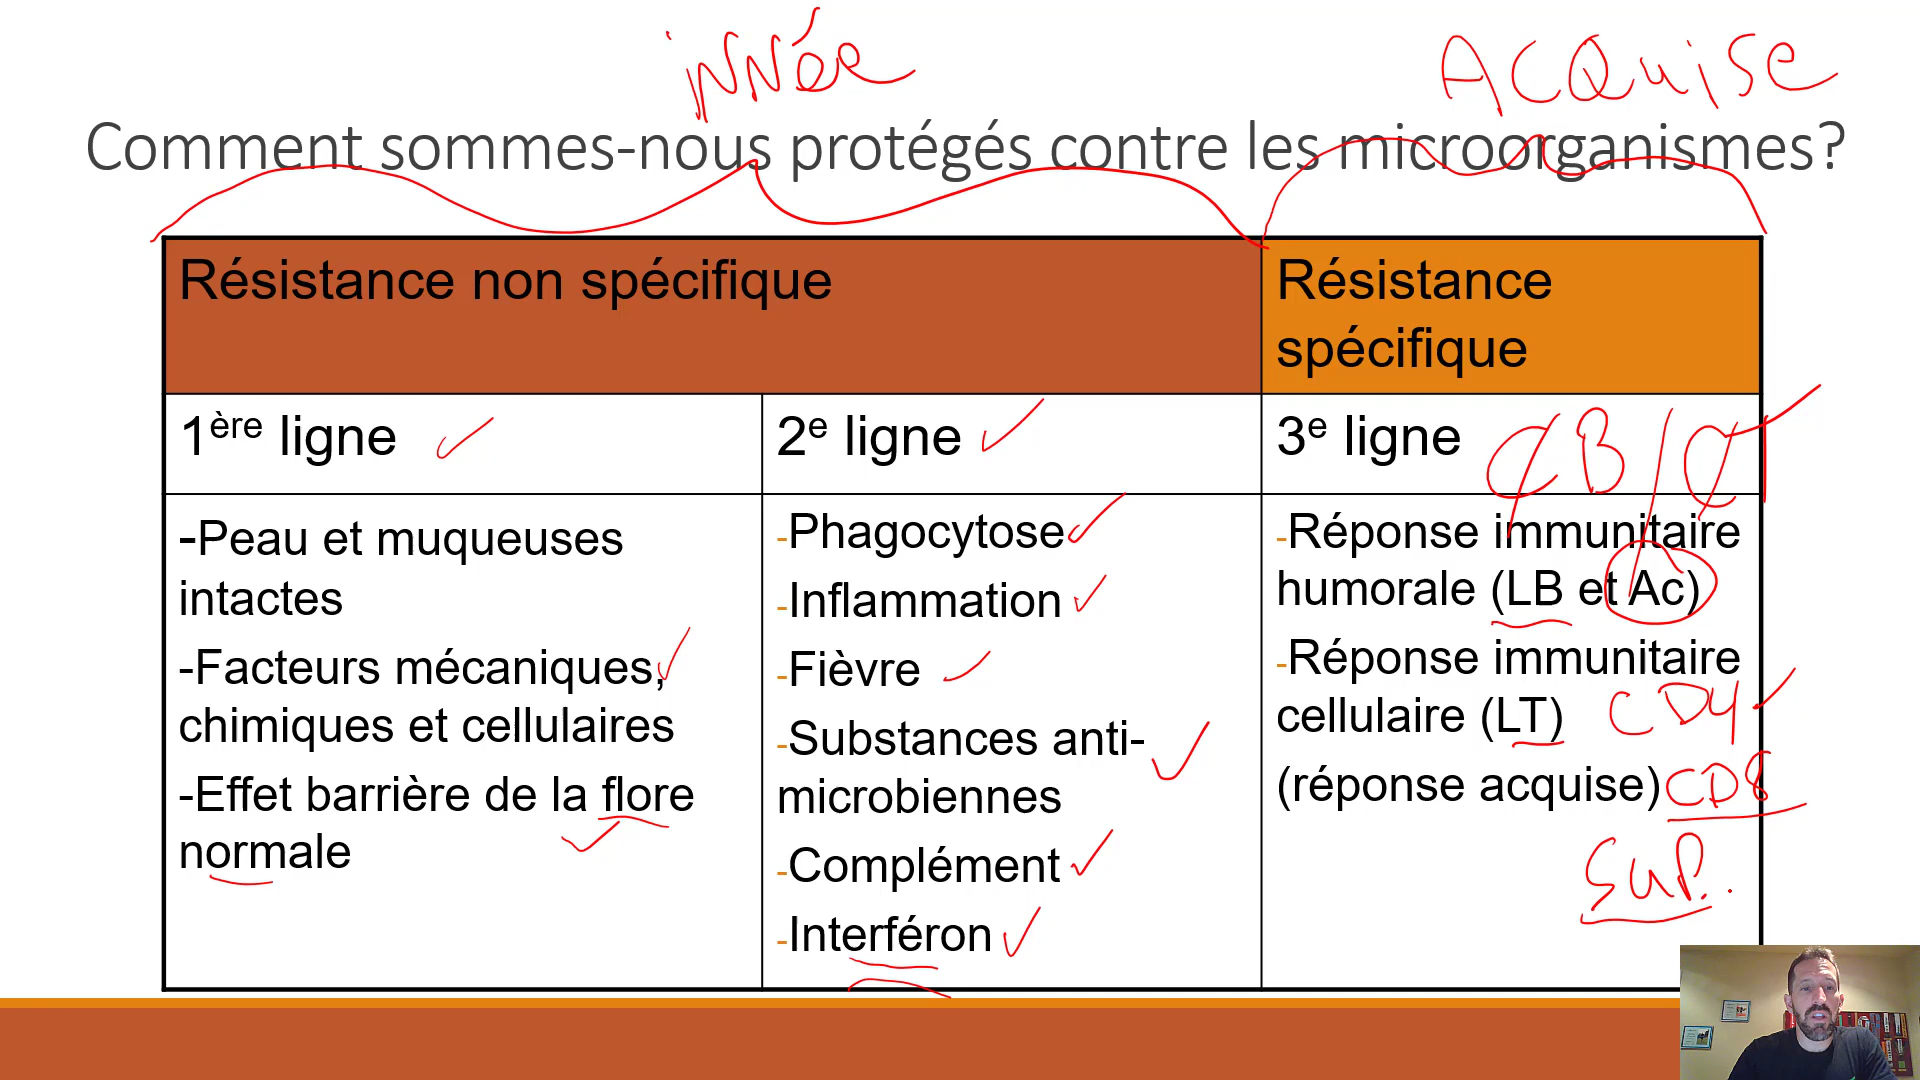 iNNée
ACQuiSe
Comment sommes-nous protégés contre les microorganismes?
Résistance non spécifique
Résistance
spécifique
1ère ligne
2e ligne
3e ligne
¢B/¢T
-Peau et muqueuses
intactes
-Facteurs mécaniques,
chimiques et cellulaires
-Effet barrière de la flore
normale
-Phagocytose
-Inflammation
-Fièvre
-Substances anti-
microbiennes
-Complément
-Interféron
-Réponse immunitaire
humorale (LB et Ac)
-Réponse immunitaire
cellulaire (LT) CD4
(réponse acquise) CD8
SUP.